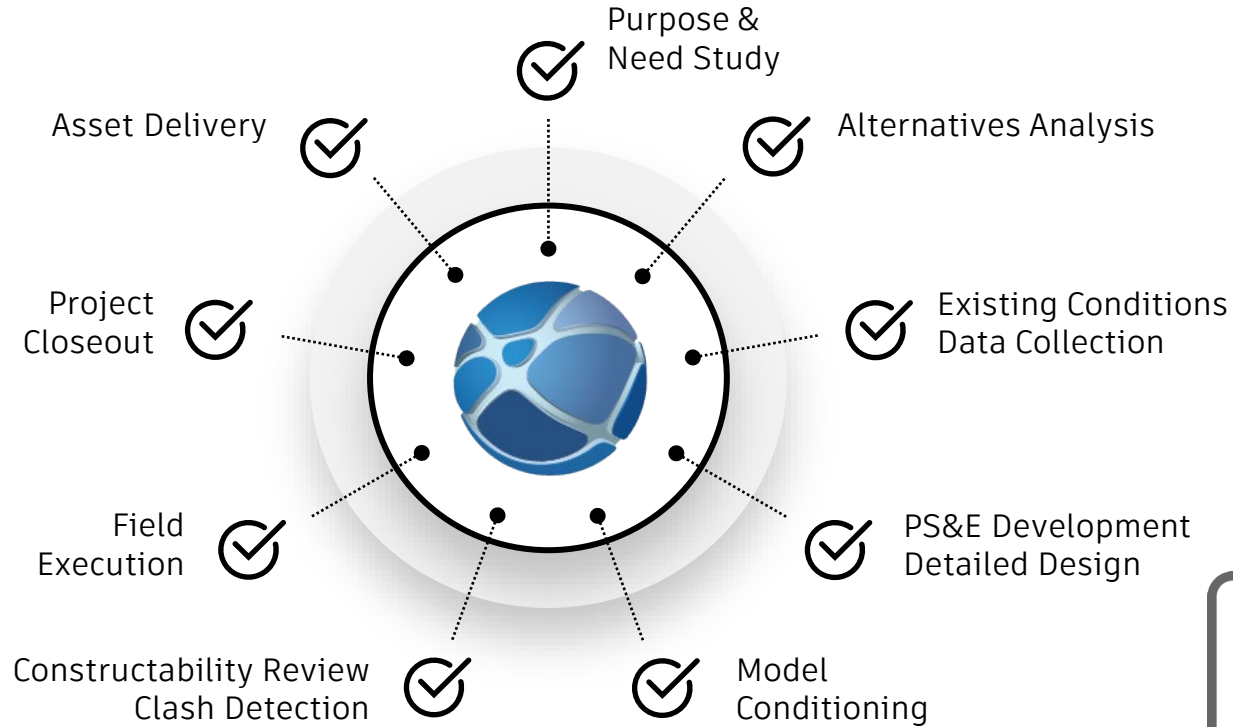 Purpose &
Need Study
Alternatives Analysis
Existing Conditions
Data Collection
PS&E Development
Detailed Design
Model
Conditioning
Constructability Review
Clash Detection
Field
Execution
Project
Closeout
Asset Delivery